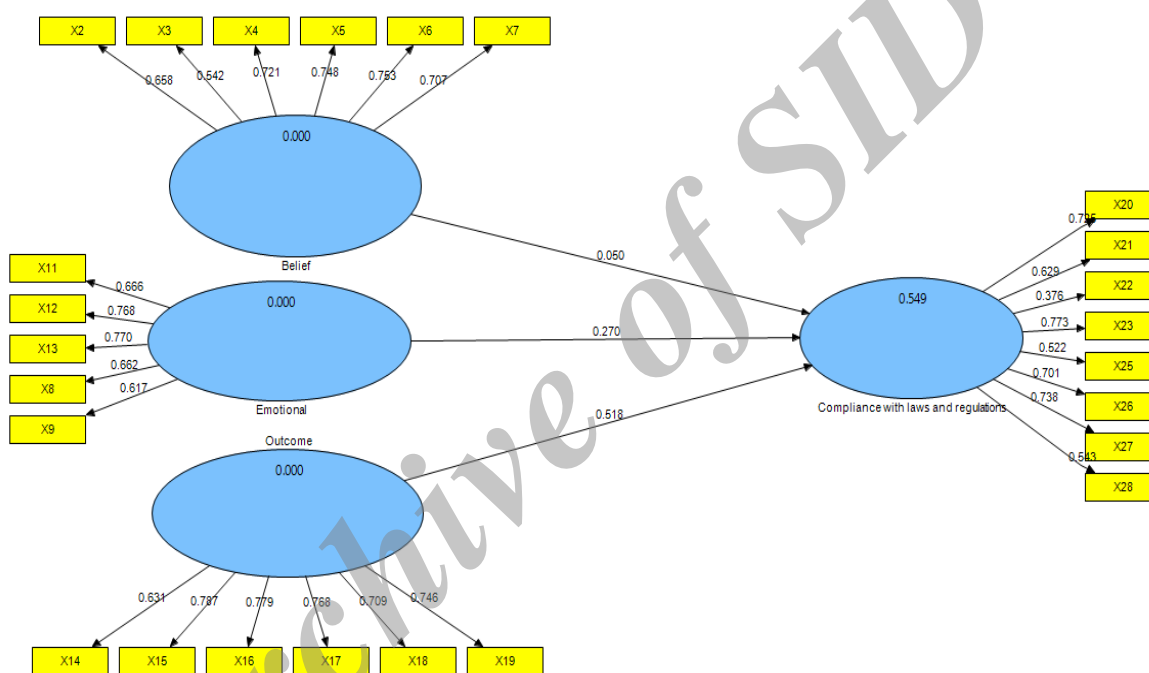 X2 X3 X4 X5 X6 X7
0.658 0.542 0.721 0.748 0.753 0.707
0.000
Belief
0.050
X11
X12
X13
X8
X9
0.666
0.768
0.770
0.662
0.617
0.000
Emotional
0.270
Outcome
0.000
0.518
0.631 0.787 0.779 0.768 0.709 0.746
X14 X15 X16 X17 X18 X19
0.549
Compliance with laws and regulations
0.629
0.376
0.773
0.522
0.701
0.738
0.543
X20
X21
X22
X23
X25
X26
X27
X28
chive of SID